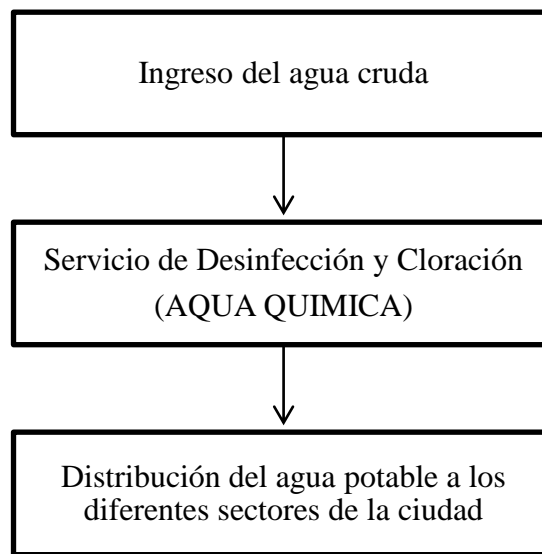 Ingreso del agua cruda
Servicio de Desinfección y Cloración
(AQUA QUIMICA)
Distribución del agua potable a los
diferentes sectores de la ciudad